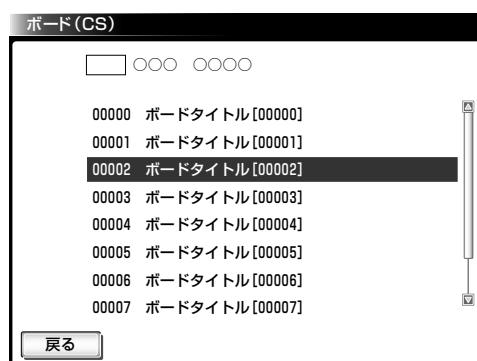 ボード(CS)
○○○ ○○○○
00000 ボードタイトル[00000]
00001 ボードタイトル[00001]
00002 ボードタイトル[00002]
00003 ボードタイトル[00003]
00004 ボードタイトル[00004]
00005 ボードタイトル[00005]
00006 ボードタイトル[00006]
00007 ボードタイトル[00007]
戻る